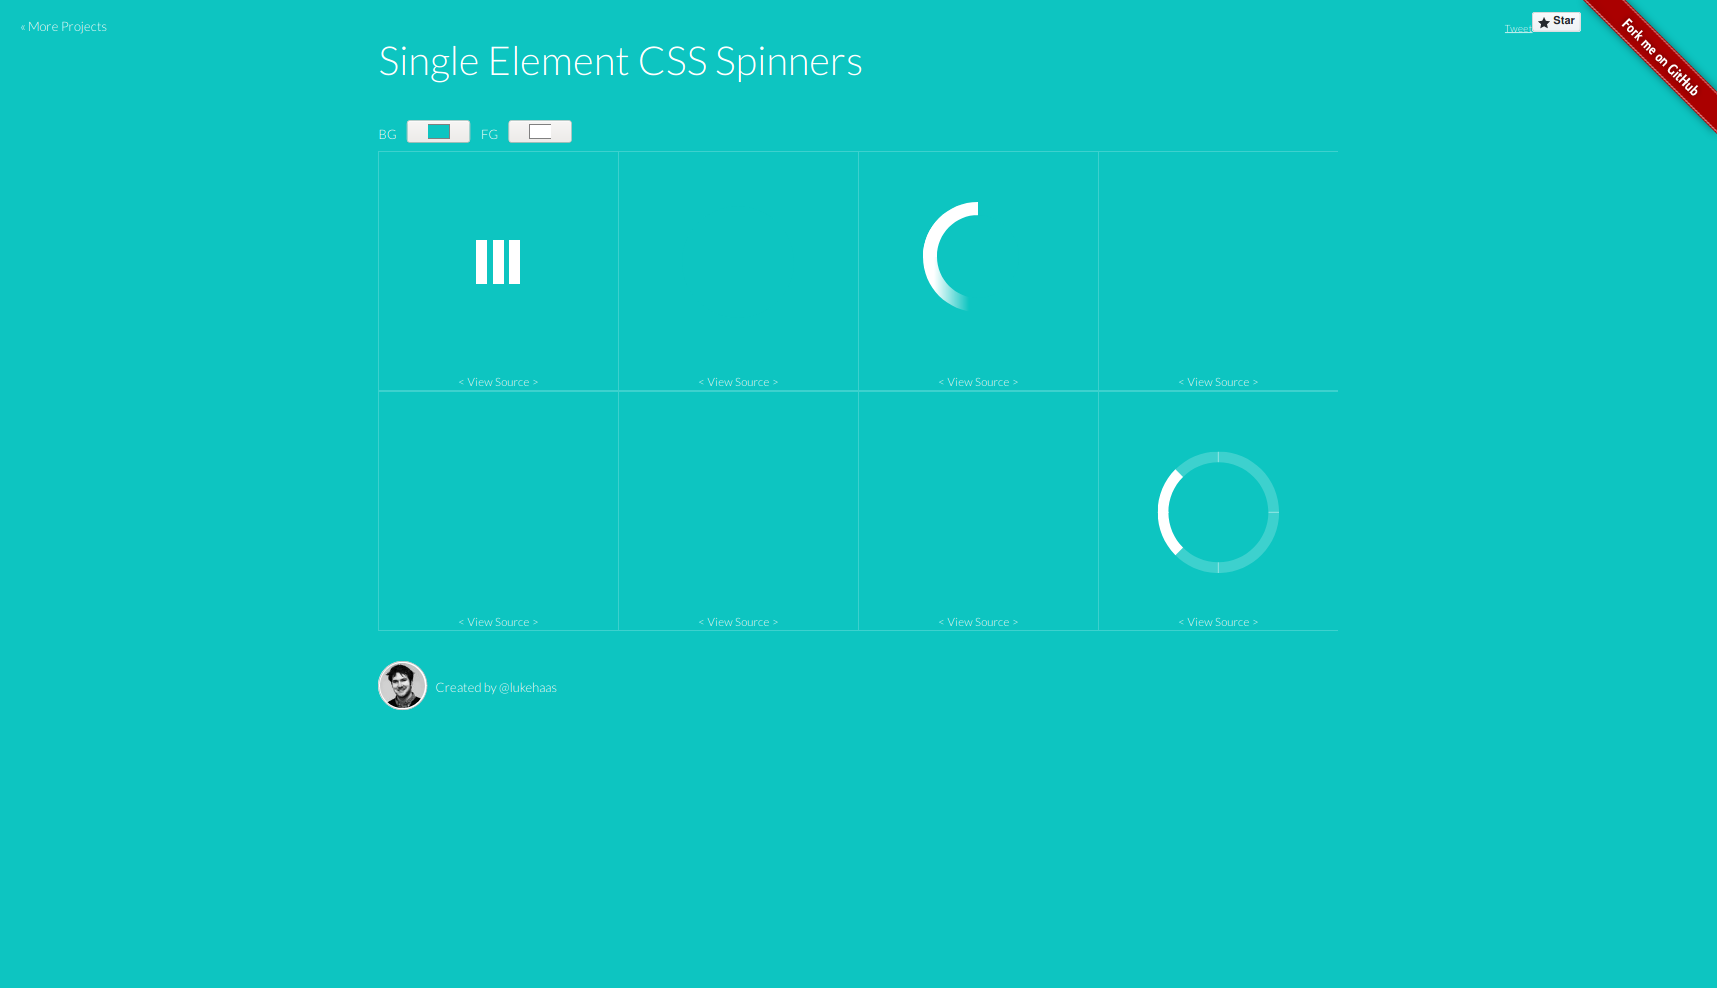 « More Projects
Tweet
Star
Fork me on GitHub
Single Element CSS Spinners
BG
FG
< View Source >
< View Source >
< View Source >
< View Source >
< View Source >
< View Source >
< View Source >
< View Source >
Created by @lukehaas